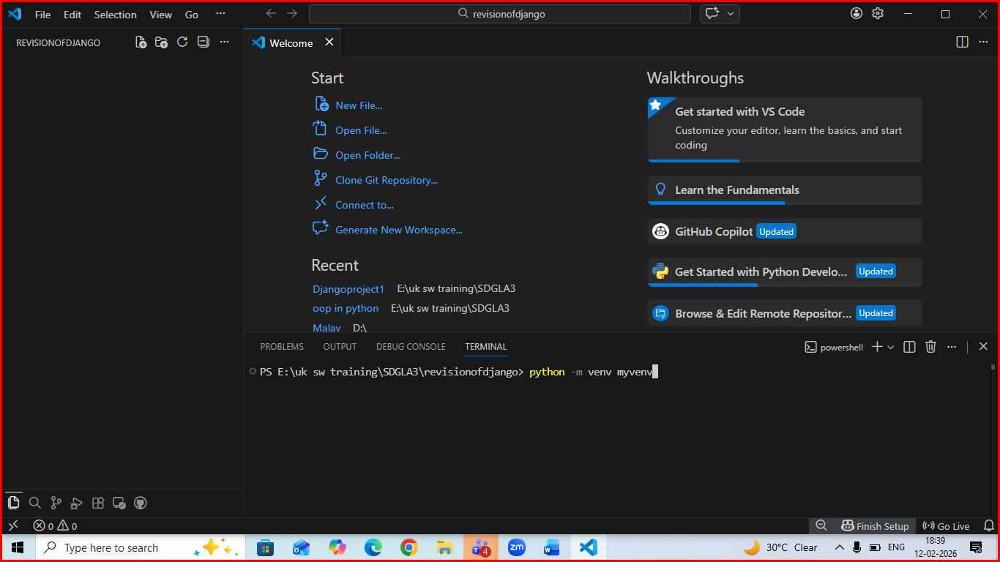 File Edit Selection View Go ···
revisionofdjango
REVISIONOFDJANGO
Welcome
Start
New File...
Open File...
Open Folder...
Clone Git Repository...
Connect to...
Generate New Workspace...
Recent
Djangoproject1 E:\uk sw training\SDGLA3
oop in python E:\uk sw training\SDGLA3
Malav D:\
Walkthroughs
Get started with VS Code
Customize your editor, learn the basics, and start
coding
Learn the Fundamentals
GitHub Copilot Updated
Get Started with Python Develo... Updated
Browse & Edit Remote Repositor... Updated
PROBLEMS OUTPUT DEBUG CONSOLE TERMINAL
powershell
PS E:\uk sw training\SDGLA3\revisionofdjango> python -m venv myvenv
0 0
Finish Setup Go Live
Type here to search
T 4
zm
W
30°C Clear
ENG
18:39
12-02-2026